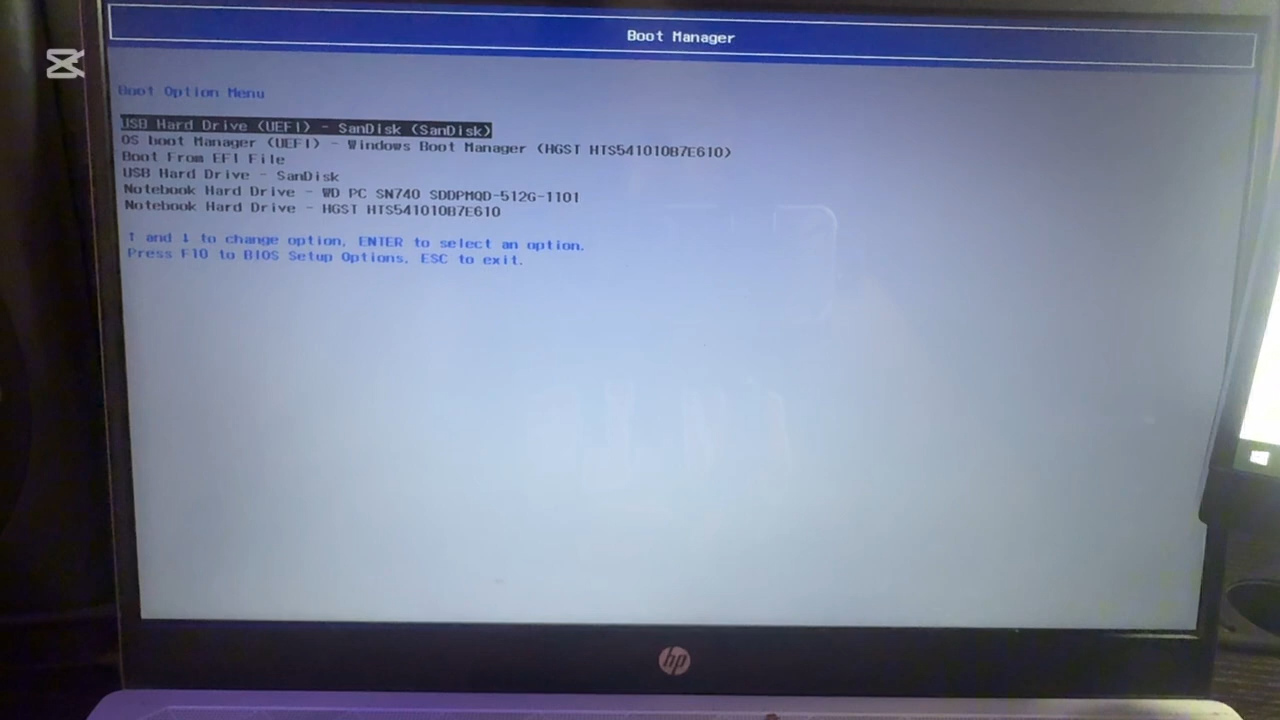 Boot Manager
Boot Option Menu
USB Hard Drive (UEFI) - SanDisk (SanDisk)
OS boot Manager (UEFI) - Windows Boot Manager (HGST HTS541010B7E610)
Boot From EFI File
USB Hard Drive - SanDisk
Notebook Hard Drive - WD PC SN740 SDDPMQD-512G-1101
Notebook Hard Drive - HGST HTS541010B7E610
↑ and ↓ to change option, ENTER to select an option.
Press F10 to BIOS Setup Options, ESC to exit.
hp